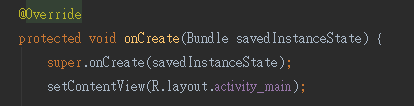 @Override
protected void onCreate(Bundle savedInstanceState) {
super.onCreate(savedInstanceState);
setContentView(R.layout.activity_main);